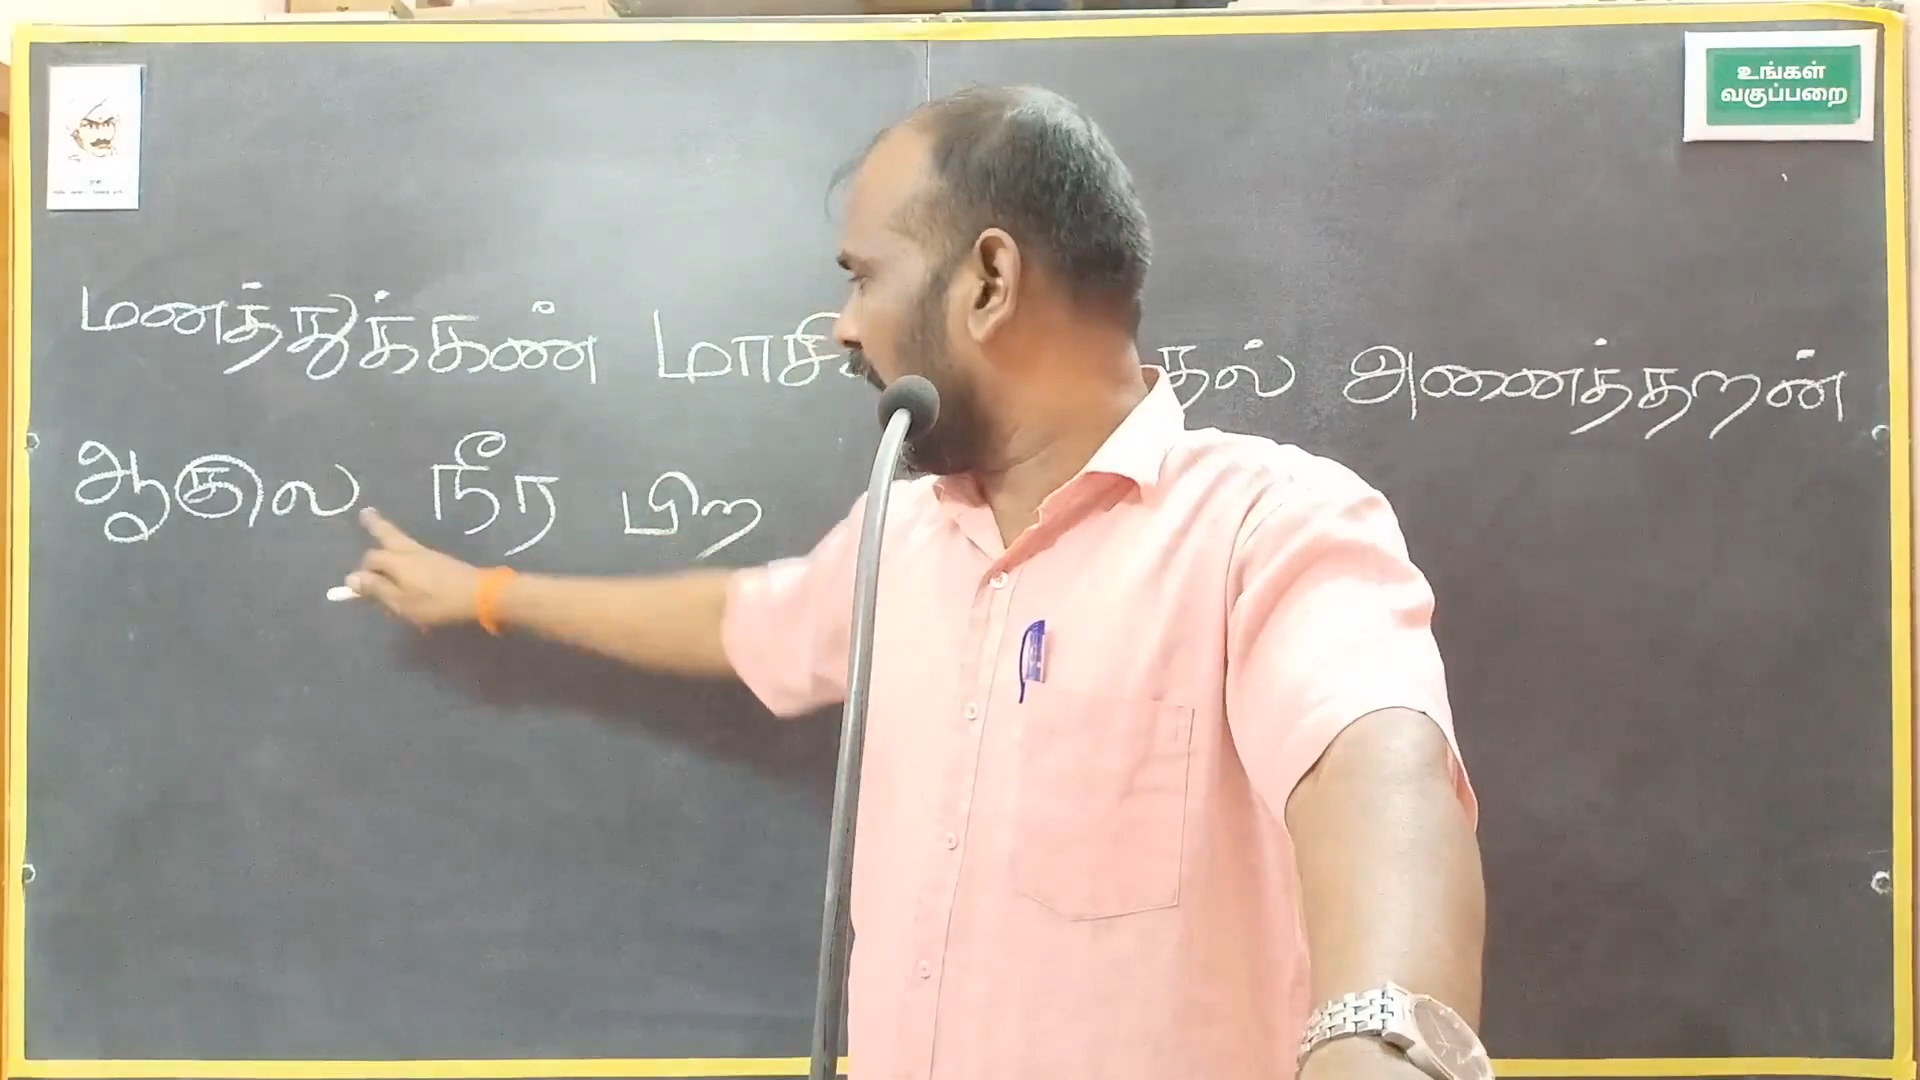 உங்கள்
வகுப்பறை
மனத்துக்கண் மாசி தல் அனைத்தறன்
ஆகுல நீர பிற